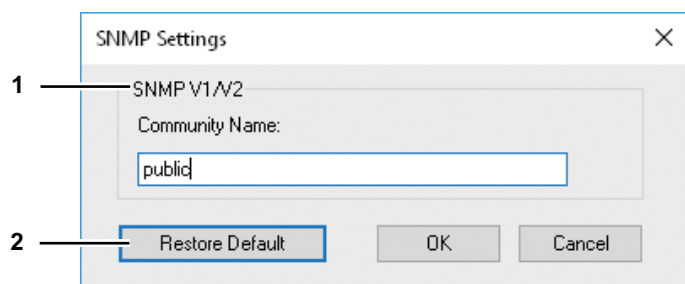 SNMP Settings
1
SNMP V1/V2
Community Name:
public
2
Restore Default
OK
Cancel